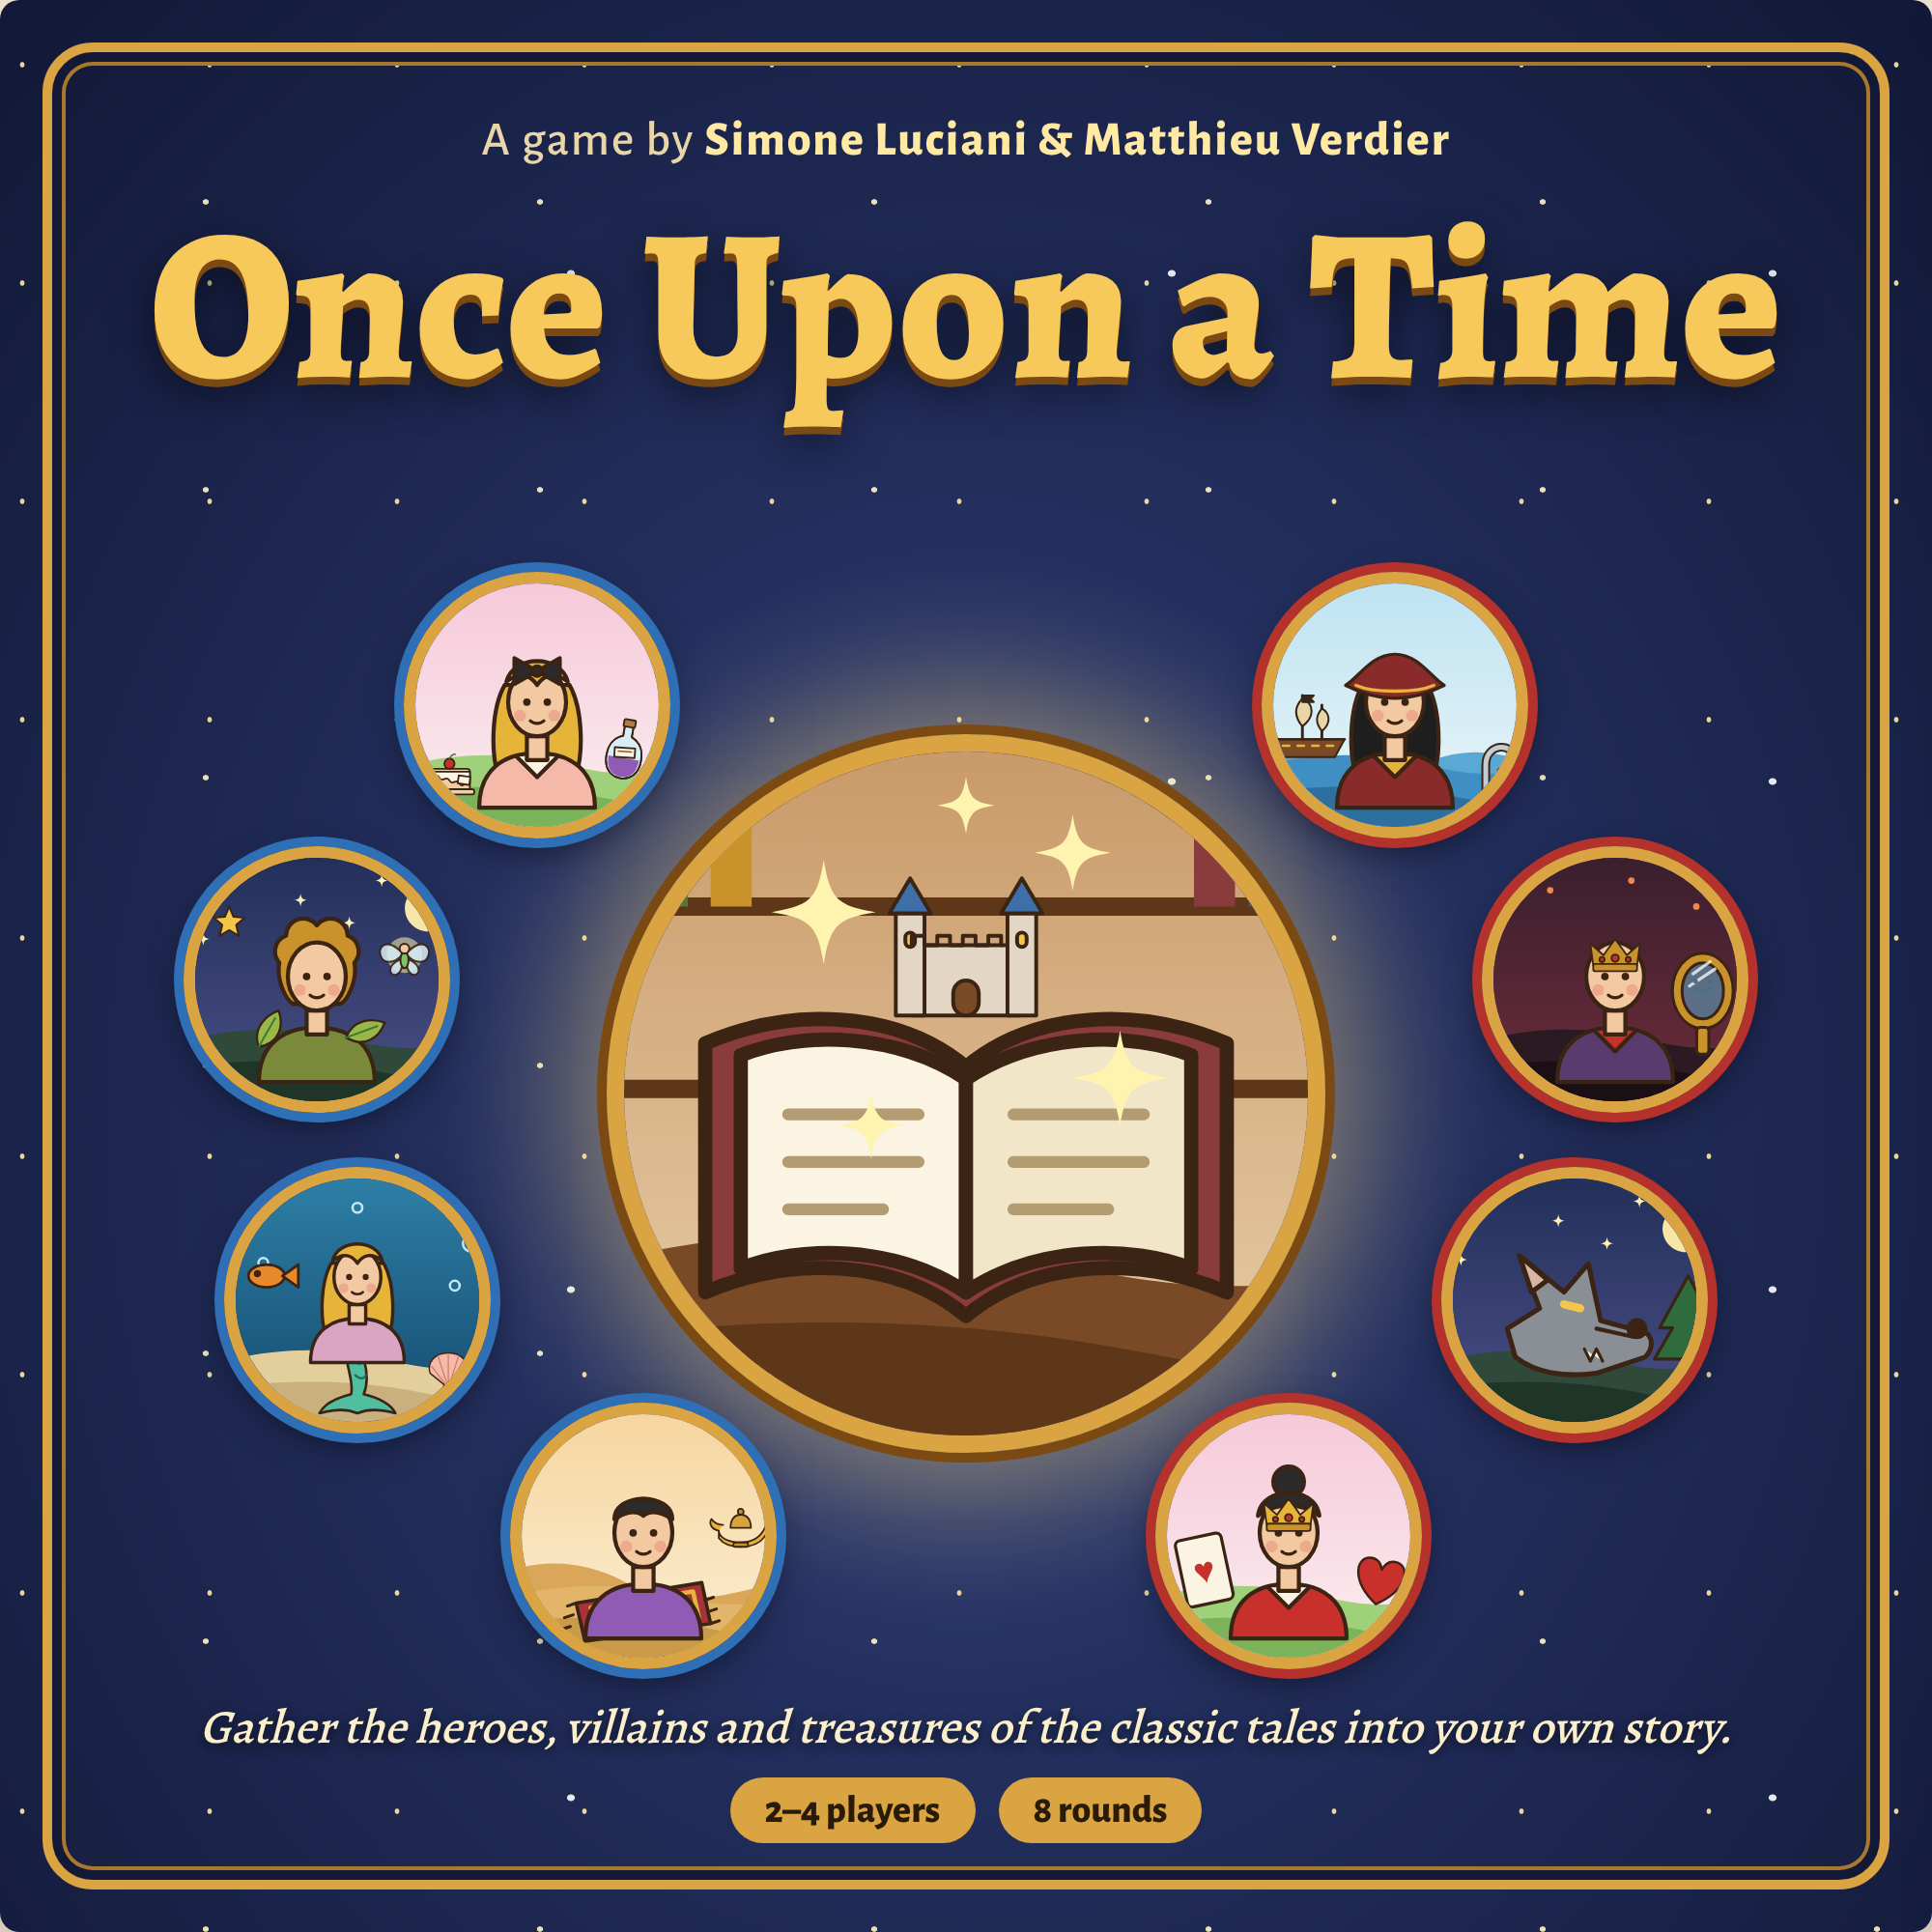 A game by Simone Luciani & Matthieu Verdier
Once Upon a Time
Gather the heroes, villains and treasures of the classic tales into your own story.
2–4 players
8 rounds